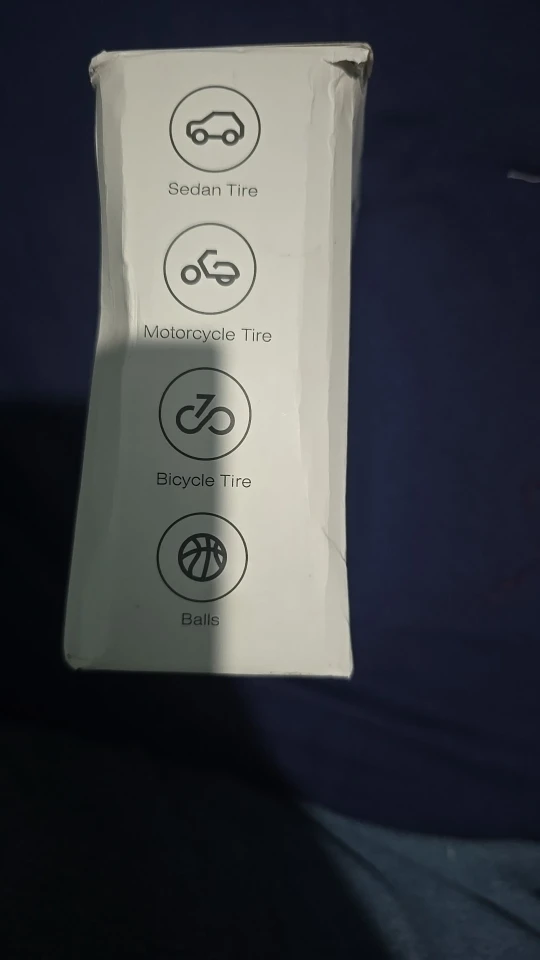 Sedan Tire
Motorcycle Tire
Bicycle Tire
Balls